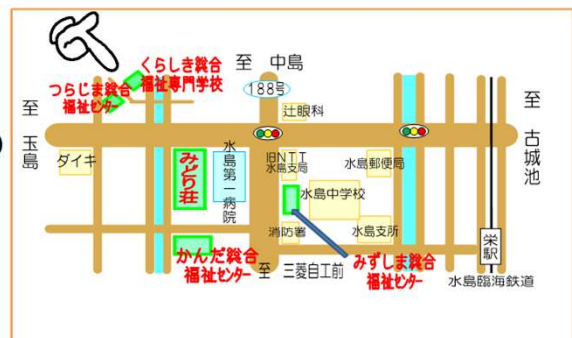 至 中島
188号
くらしき総合
福祉専門学校
つらじま総合
福祉センター
辻眼科
至 玉島
至 古城池
ダイキ
みどり荘
水島第一病院
旧NTT
水島支局
水島郵便局
水島中学校
消防署
水島支所
栄駅
かんだ総合
福祉センター
至 三菱自工前
みずしま総合
福祉センター
水島臨海鉄道